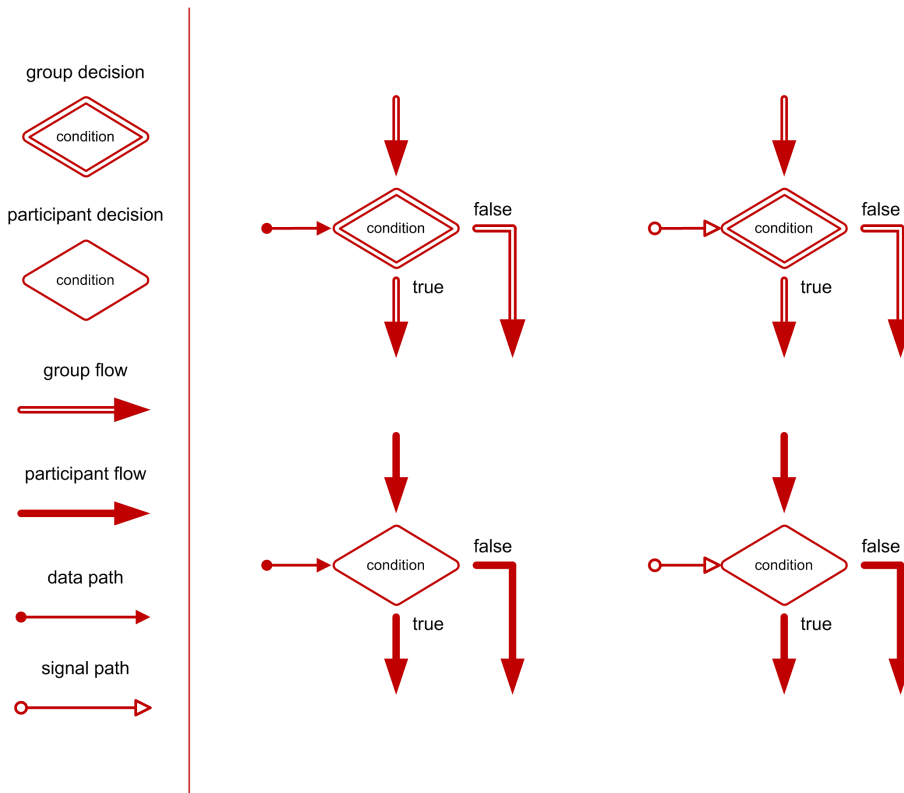 group decision
condition
participant decision
condition
group flow
participant flow
data path
signal path
condition
false
true
condition
false
true
condition
false
true
condition
false
true